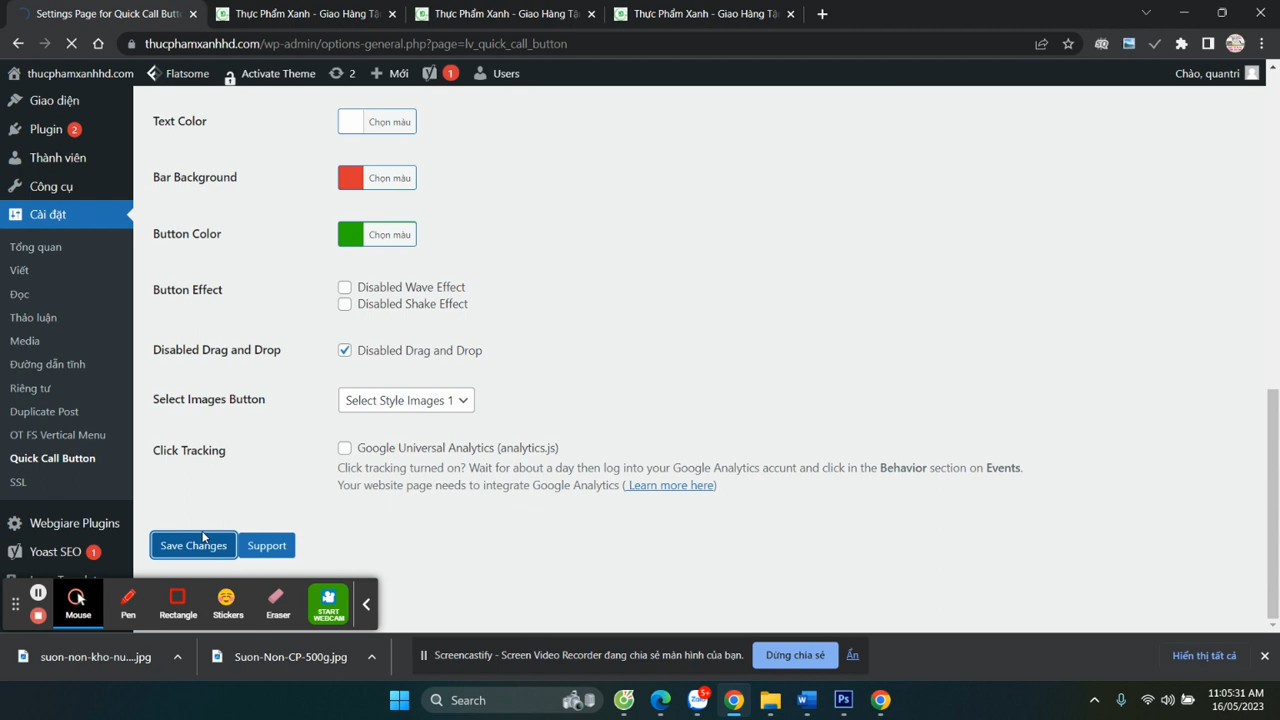 Settings Page for Quick Call Butt
Thực Phẩm Xanh - Giao Hàng Tậ
Thực Phẩm Xanh - Giao Hàng Tậ
Thực Phẩm Xanh - Giao Hàng Tậ
thucphamxanhhd.com/wp-admin/options-general.php?page=lv_quick_call_button
thucphamxanhhd.com
Flatsome
Activate Theme
2
Mới
1
Users
Chào, quantri
Giao diện
Plugin 2
Thành viên
Công cụ
Cài đặt
Tổng quan
Viết
Đọc
Thảo luận
Media
Đường dẫn tĩnh
Riêng tư
Duplicate Post
OT FS Vertical Menu
Quick Call Button
SSL
Webgiare Plugins
Yoast SEO 1
Text Color
Chọn màu
Bar Background
Chọn màu
Button Color
Chọn màu
Button Effect
Disabled Wave Effect
Disabled Shake Effect
Disabled Drag and Drop
Disabled Drag and Drop
Select Images Button
Select Style Images 1
Click Tracking
Google Universal Analytics (analytics.js)
Click tracking turned on? Wait for about a day then log into your Google Analytics accunt and click in the Behavior section on Events.
Your website page needs to integrate Google Analytics ( Learn more here)
Save Changes
Support
Mouse
Pen
Rectangle
Stickers
Eraser
START
WEBCAM
suon-non-kho-nu....jpg
Suon-Non-CP-500g.jpg
Screencastify - Screen Video Recorder đang chia sẻ màn hình của bạn.
Dừng chia sẻ
Ẩn
Hiển thị tất cả
Search
5+
11:05:31 AM
16/05/2023